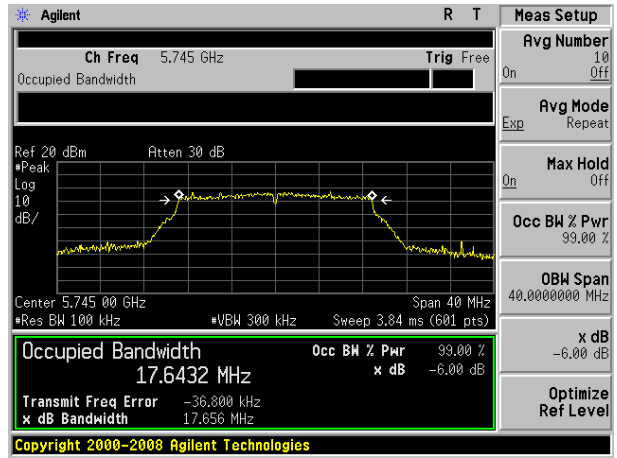 Agilent R T
Ch Freq 5.745 GHz Trig Free
Occupied Bandwidth
Ref 20 dBm Atten 30 dB
*Peak
Log
10
dB/
Center 5.745 00 GHz Span 40 MHz
*Res BW 100 kHz *VBW 300 kHz Sweep 3.84 ms (601 pts)
Occupied Bandwidth Occ BW % Pwr 99.00 %
17.6432 MHz x dB -6.00 dB
Transmit Freq Error -36.800 kHz
x dB Bandwidth 17.656 MHz
Copyright 2000-2008 Agilent Technologies
Meas Setup
Avg Number
10
On Off
Avg Mode
Exp Repeat
Max Hold
On Off
Occ BW % Pwr
99.00 %
OBW Span
40.0000000 MHz
x dB
-6.00 dB
Optimize
Ref Level